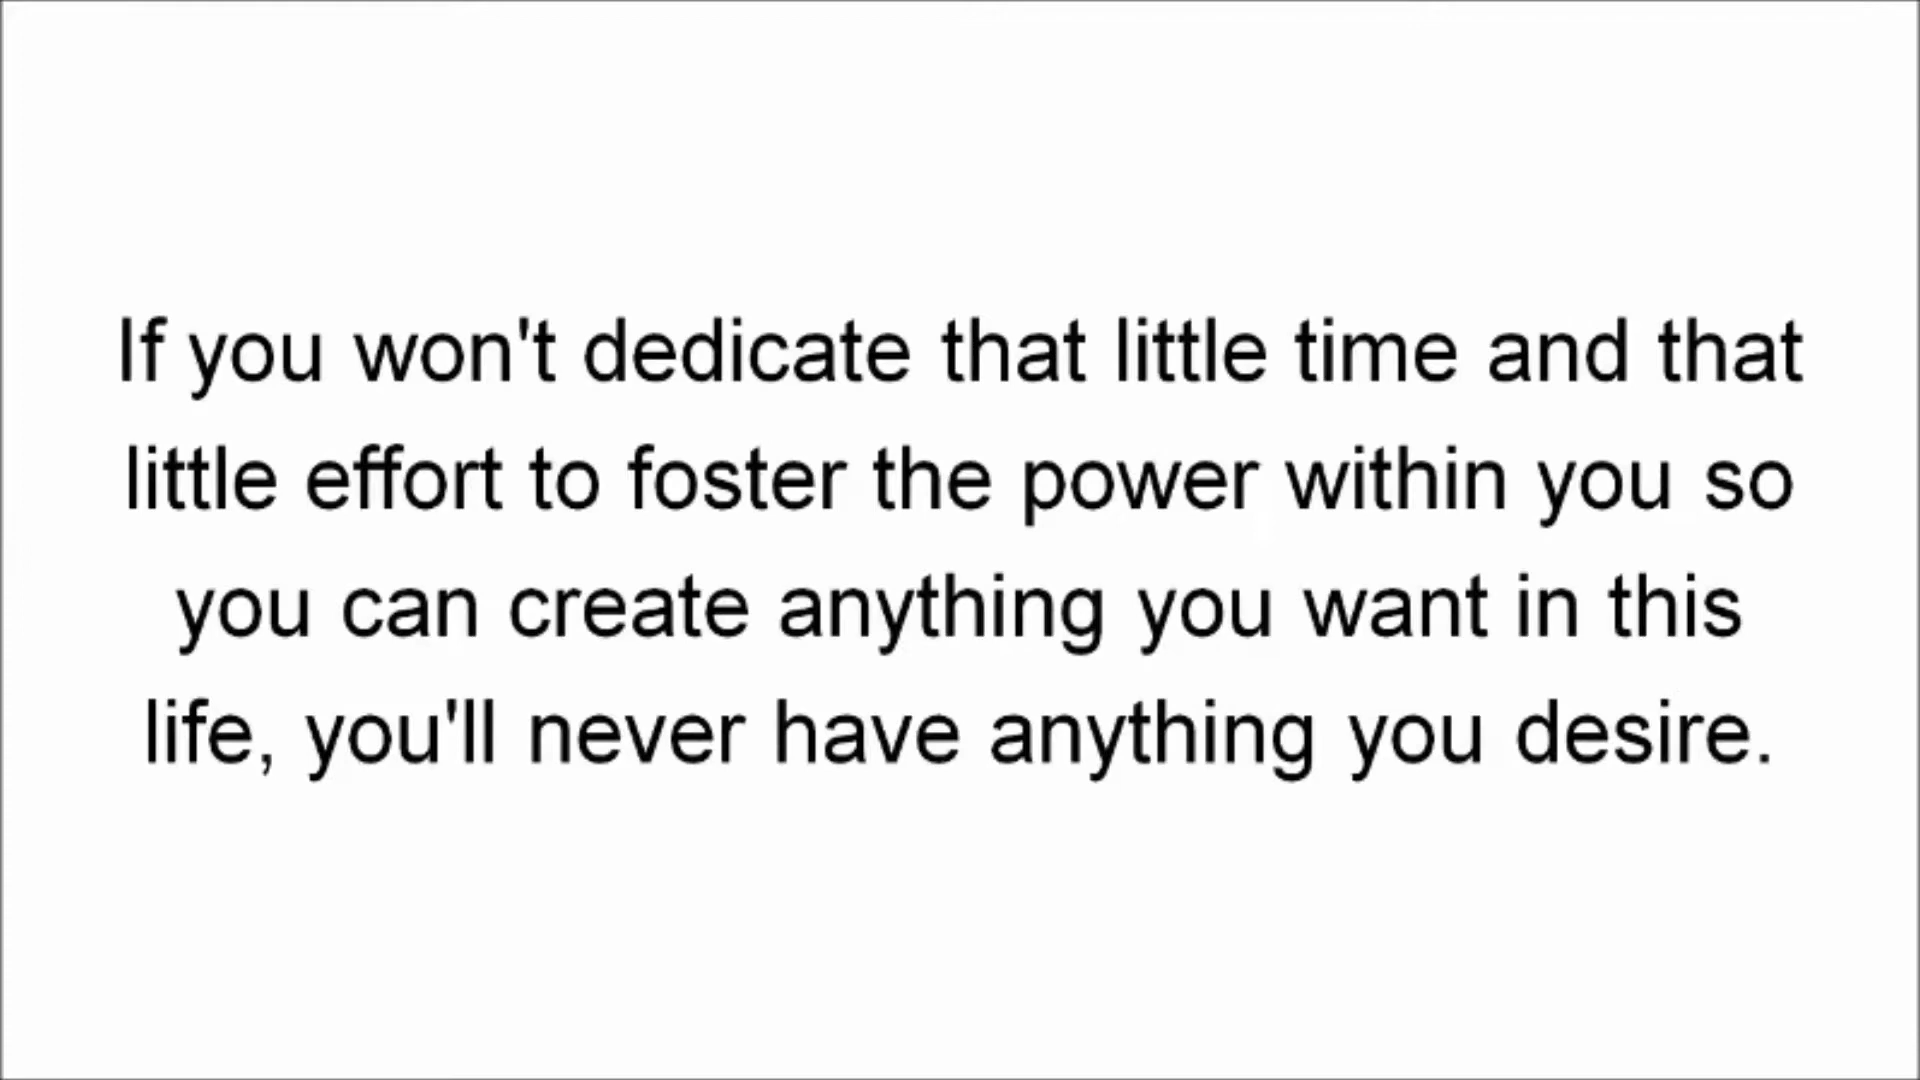 If you won't dedicate that little time and that
little effort to foster the power within you so
you can create anything you want in this
life, you'll never have anything you desire.